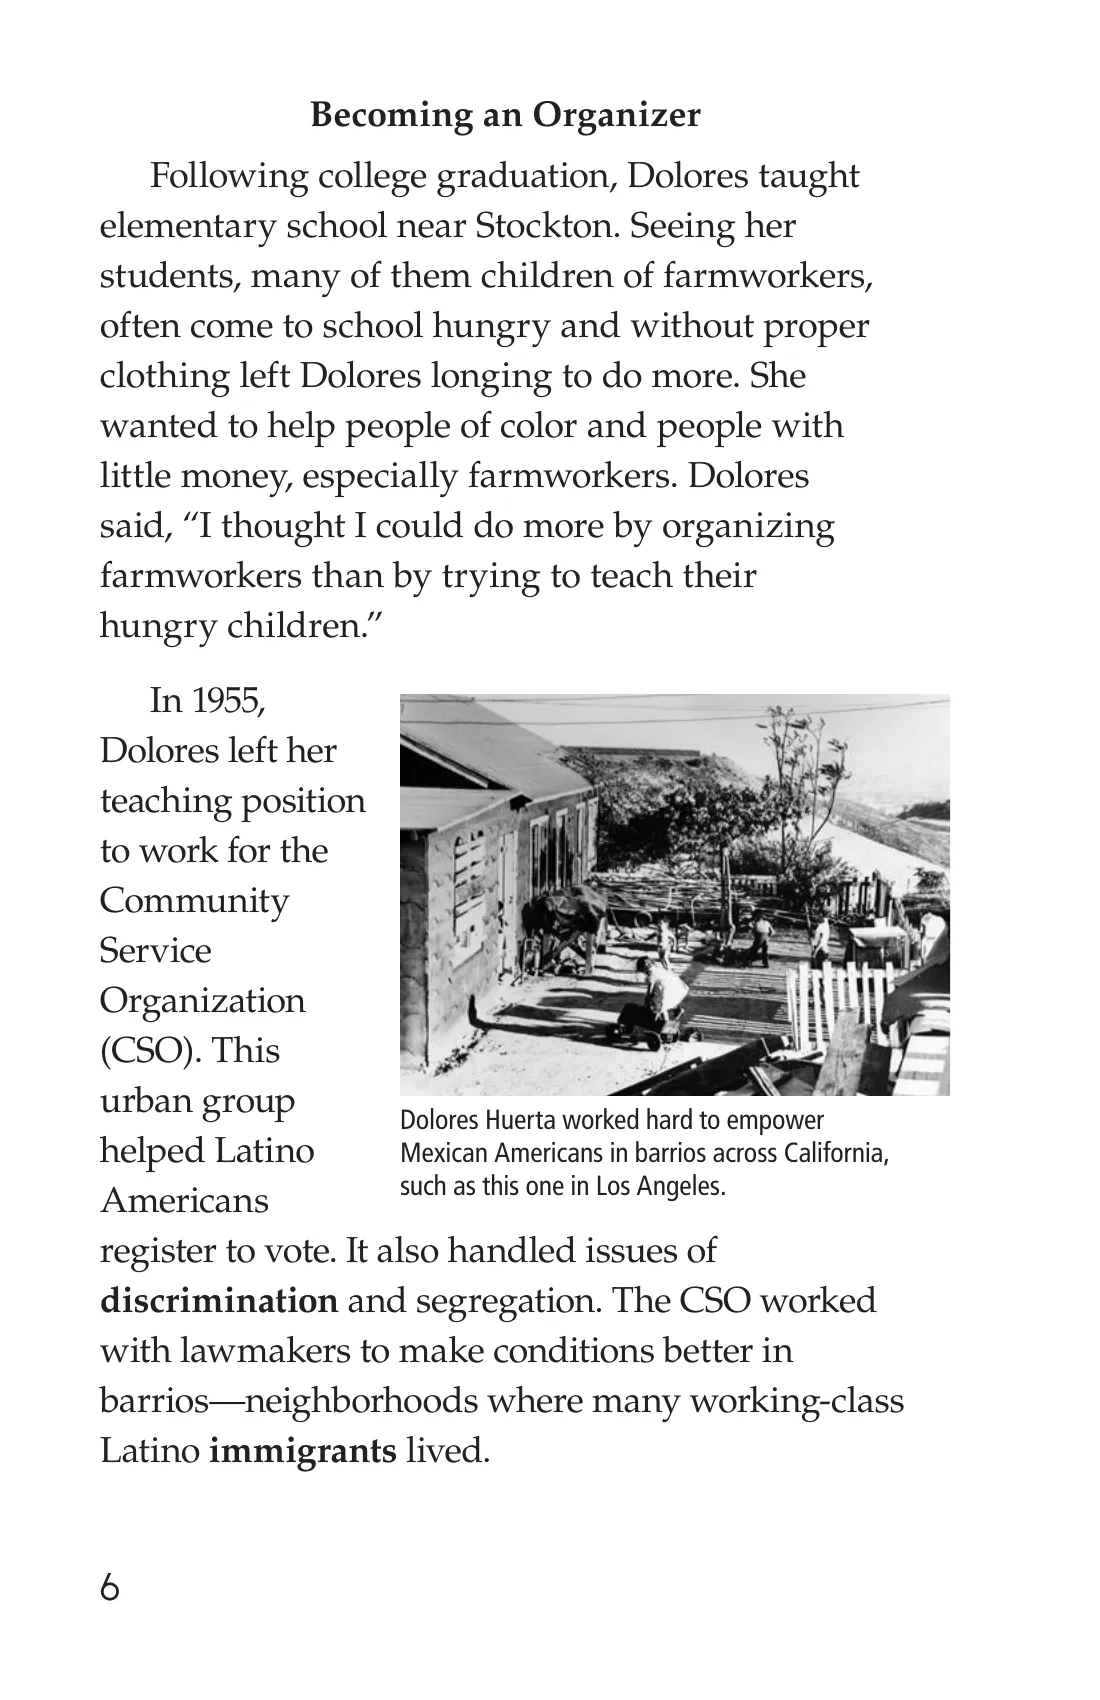 Becoming an Organizer
Following college graduation, Dolores taught
elementary school near Stockton. Seeing her
students, many of them children of farmworkers,
often come to school hungry and without proper
clothing left Dolores longing to do more. She
wanted to help people of color and people with
little money, especially farmworkers. Dolores
said, “I thought I could do more by organizing
farmworkers than by trying to teach their
hungry children.”
In 1955,
Dolores left her
teaching position
to work for the
Community
Service
Organization
(CSO). This
urban group
helped Latino
Americans
register to vote. It also handled issues of
discrimination and segregation. The CSO worked
with lawmakers to make conditions better in
barrios—neighborhoods where many working-class
Latino immigrants lived.
Dolores Huerta worked hard to empower
Mexican Americans in barrios across California,
such as this one in Los Angeles.
6